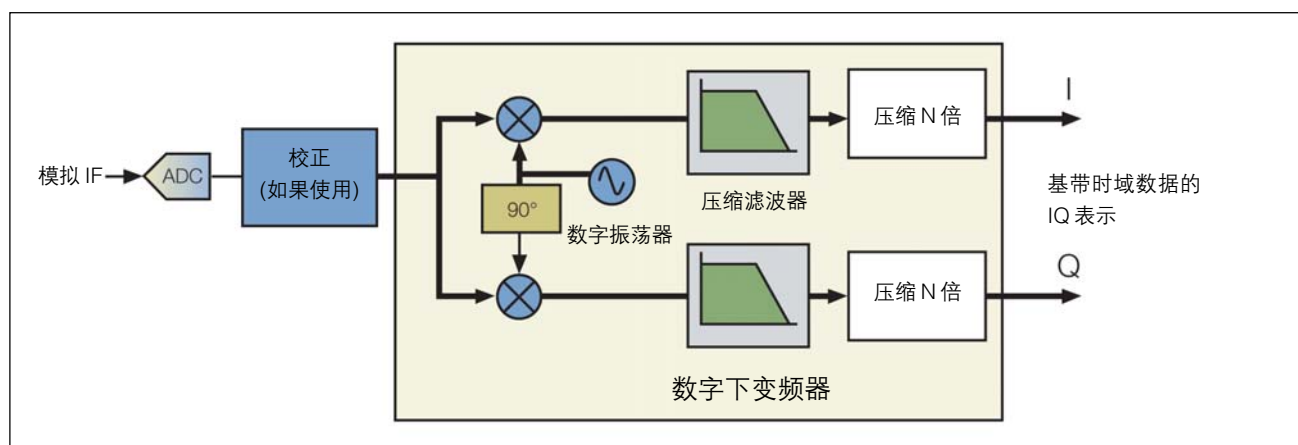 模拟 IF
ADC
校正
(如果使用)
90°
数字振荡器
压缩滤波器
压缩 N 倍
I
基带时域数据的
IQ 表示
Q
压缩 N 倍
数字下变频器